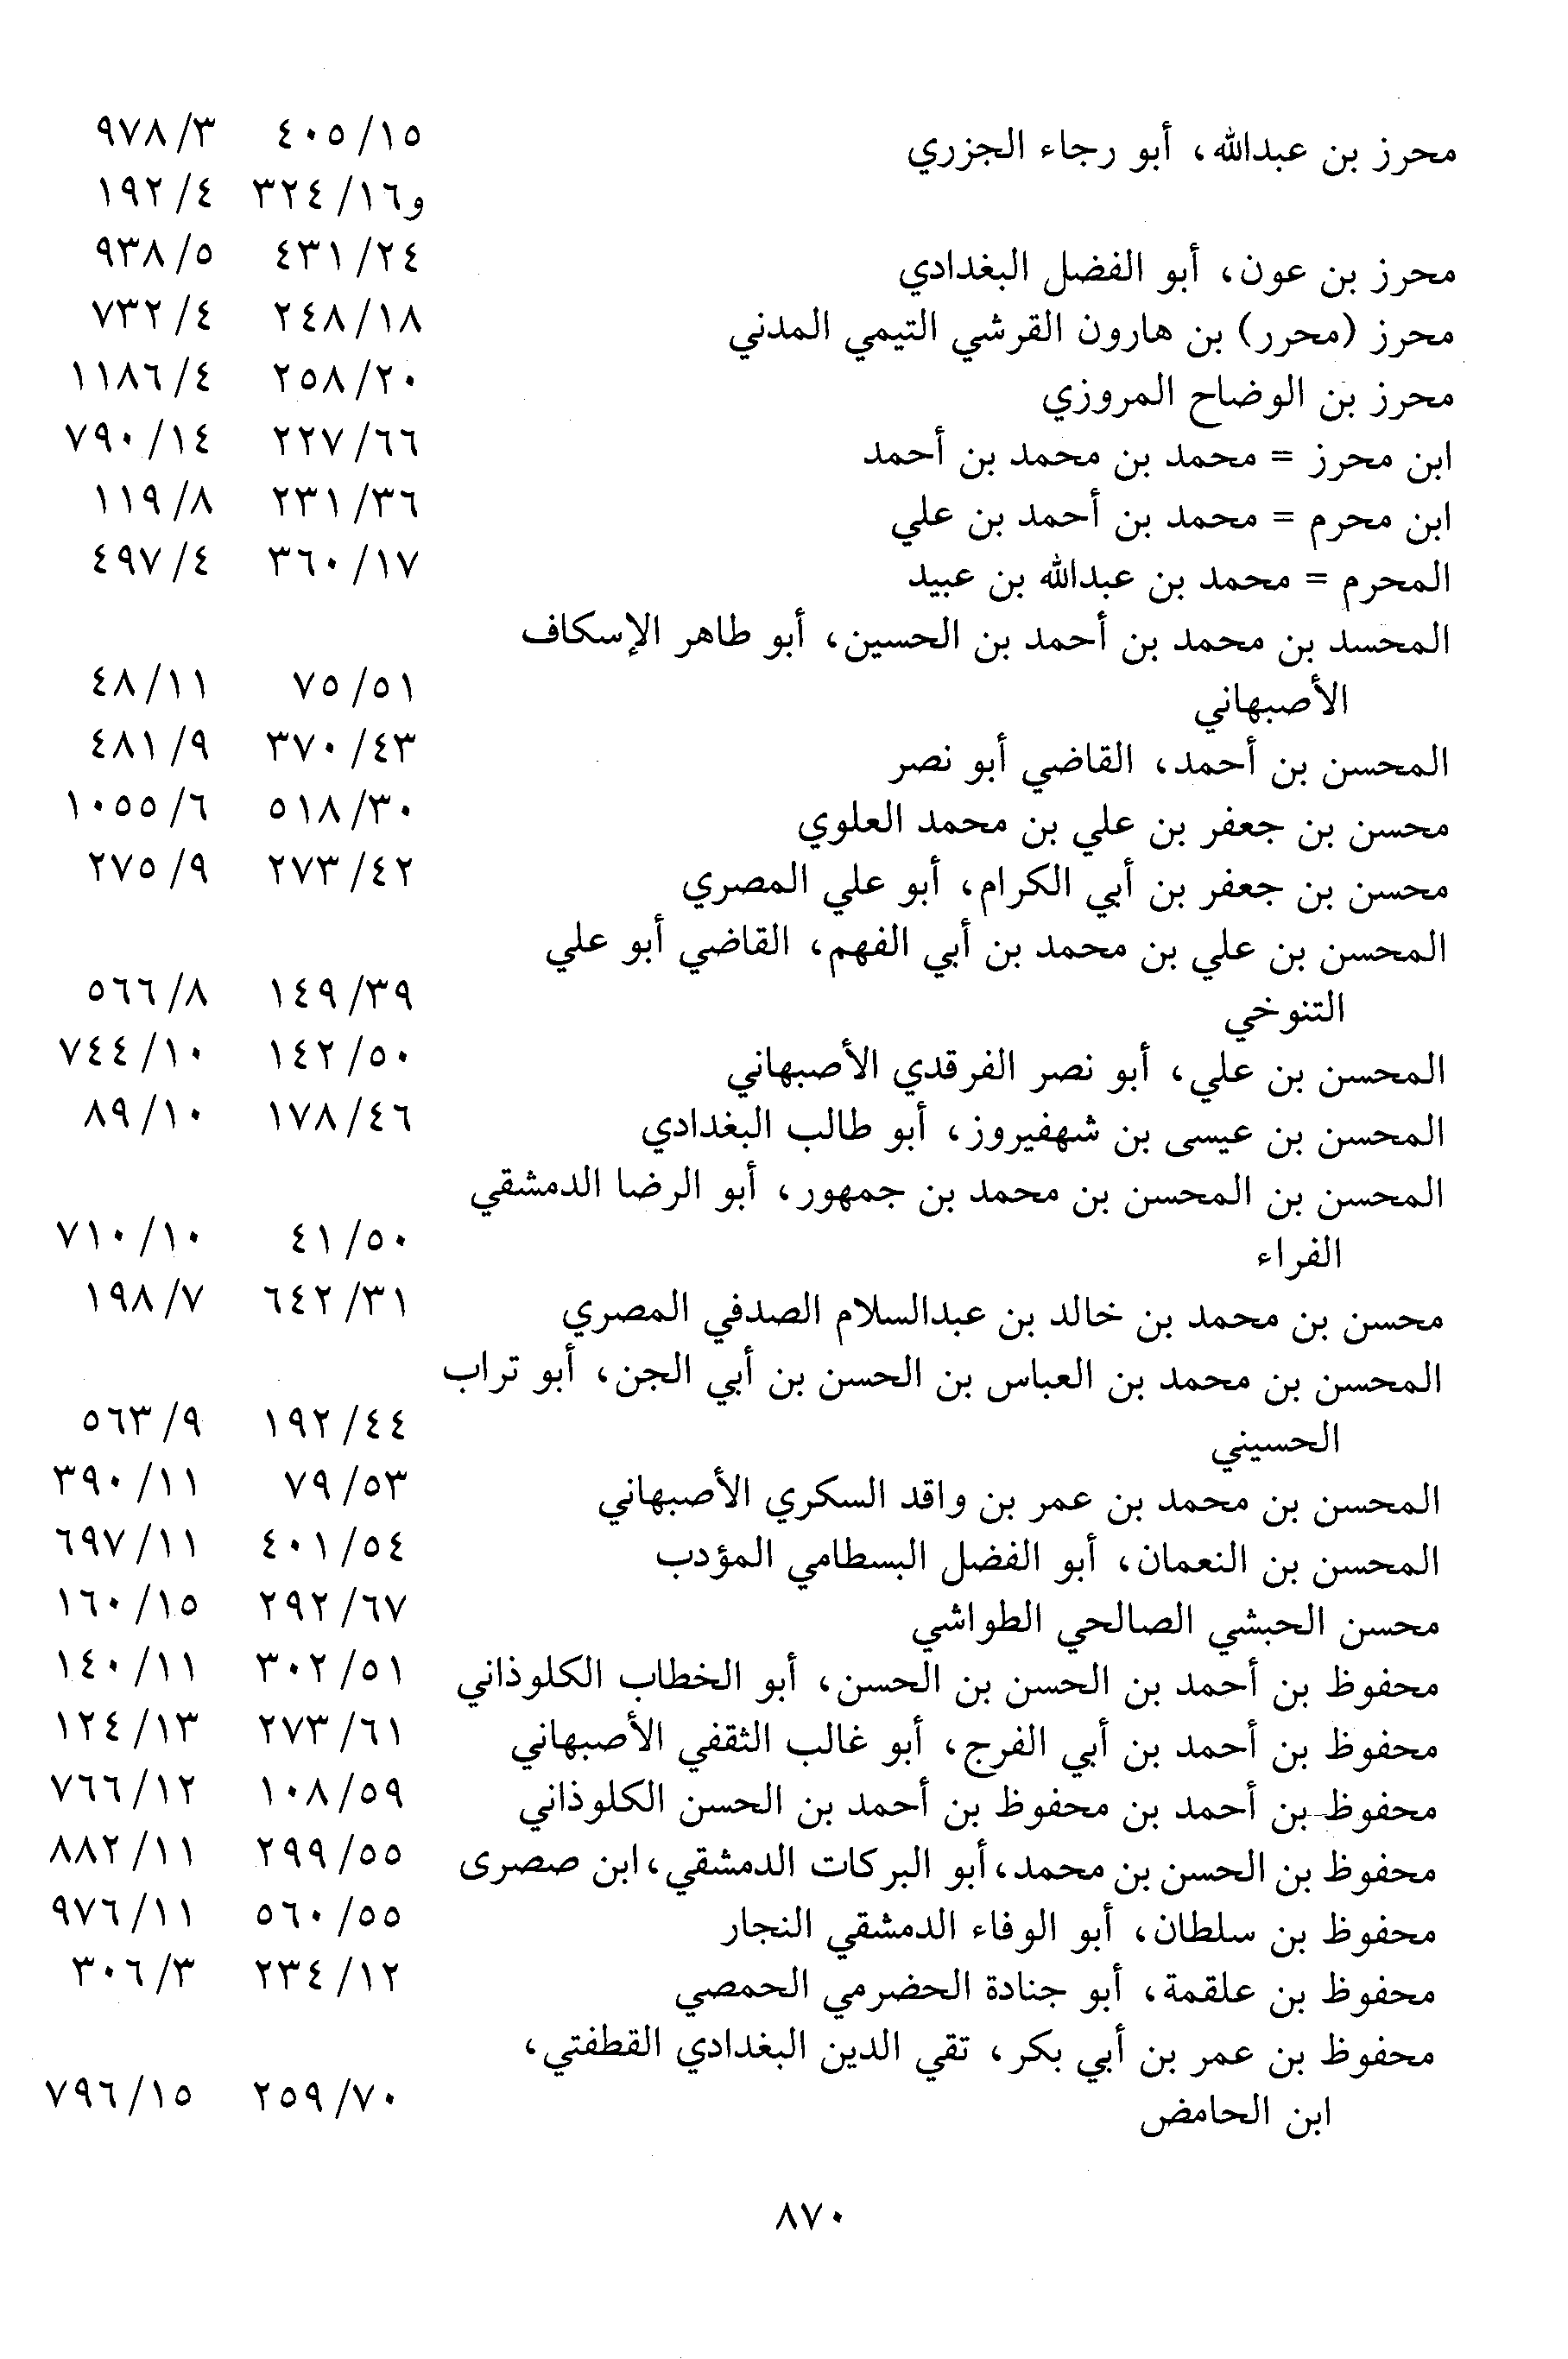 محرز بن عبدالله، أبو رجاء الجزري ١٥/ ٤٠٥ ٣/ ٩٧٨
و١٦/ ٣٢٤ ٤/ ١٩٢
محرز بن عون، أبو الفضل البغدادي ٢٤/ ٤٣١ ٥/ ٩٣٨
محرز (محرر) بن هارون القرشي التيمي المدني ١٨/ ٢٤٨ ٤/ ٧٣٢
محرز بن الوضاح المروزي ٢٠/ ٢٥٨ ٤/ ١١٨٦
ابن محرز = محمد بن محمد بن أحمد ٦٦/ ٢٢٧ ١٤/ ٧٩٠
ابن محرم = محمد بن أحمد بن علي ٣٦/ ٢٣١ ٨/ ١١٩
المحرم = محمد بن عبدالله بن عبيد ١٧/ ٣٦٠ ٤/ ٤٩٧
المحسد بن محمد بن أحمد بن الحسين، أبو طاهر الإسكاف
الأصبهاني ٥١/ ٧٥ ١١/ ٤٨
المحسن بن أحمد، القاضي أبو نصر ٤٣/ ٣٧٠ ٩/ ٤٨١
محسن بن جعفر بن علي بن محمد العلوي ٣٠/ ٥١٨ ٦/ ١٠٥٥
محسن بن جعفر بن أبي الكرام، أبو علي المصري ٤٢/ ٢٧٣ ٩/ ٢٧٥
المحسن بن علي بن محمد بن أبي الفهم، القاضي أبو علي
التنوخي ٣٩/ ١٤٩ ٨/ ٥٦٦
المحسن بن علي، أبو نصر الفرقدي الأصبهاني ٥٠/ ١٤٢ ١٠/ ٧٤٤
المحسن بن عيسى بن شهفيروز، أبو طالب البغدادي ٤٦/ ١٧٨ ١٠/ ٨٩
المحسن بن المحسن بن محمد بن جمهور، أبو الرضا الدمشقي
الفراء ٥٠/ ٤١ ١٠/ ٧١٠
محسن بن محمد بن خالد بن عبدالسلام الصدفي المصري ٣١/ ٦٤٢ ٧/ ١٩٨
المحسن بن محمد بن العباس بن الحسن بن أبي الجن، أبو تراب
الحسيني ٤٤/ ١٩٢ ٩/ ٥٦٣
المحسن بن محمد بن عمر بن واقد السكري الأصبهاني ٥٣/ ٧٩ ١١/ ٣٩٠
المحسن بن النعمان، أبو الفضل البسطامي المؤدب ٥٤/ ٤٠١ ١١/ ٦٩٧
محسن الحبشي الصالحي الطواشي ٦٧/ ٢٩٢ ١٥/ ١٦٠
محفوظ بن أحمد بن الحسن بن الحسن، أبو الخطاب الكلوذاني ٥١/ ٣٠٢ ١١/ ١٤٠
محفوظ بن أحمد بن أبي الفرج، أبو غالب الثقفي الأصبهاني ٦١/ ٢٧٣ ١٣/ ١٢٤
محفوظ بن أحمد بن محفوظ بن أحمد بن الحسن الكلوذاني ٥٩/ ١٠٨ ١٢/ ٧٦٦
محفوظ بن الحسن بن محمد،أبو البركات الدمشقي،ابن صصرى ٥٥/ ٢٩٩ ١١/ ٨٨٢
محفوظ بن سلطان، أبو الوفاء الدمشقي النجار ٥٥/ ٥٦٠ ١١/ ٩٧٦
محفوظ بن علقمة، أبو جنادة الحضرمي الحمصي ١٢/ ٢٣٤ ٣/ ٣٠٦
محفوظ بن عمر بن أبي بكر، تقي الدين البغدادي القطفتي،
ابن الحامض ٧٠/ ٢٥٩ ١٥/ ٧٩٦
٨٧٠